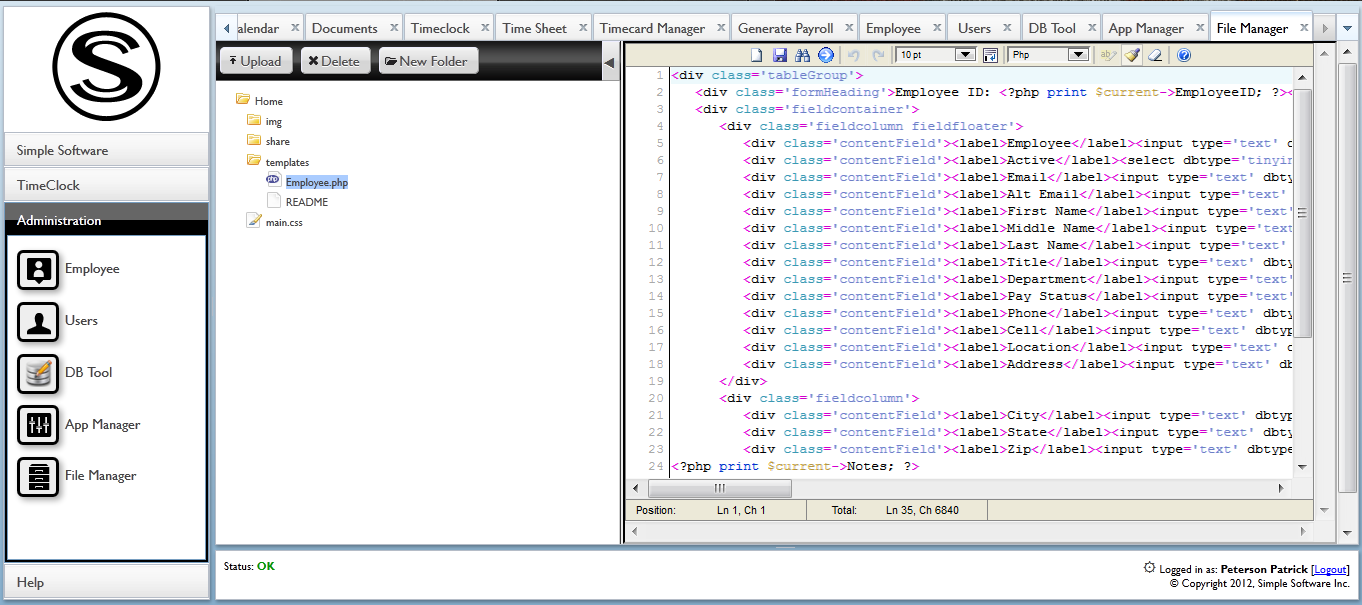 S
Simple Software
TimeClock
Administration
Employee
Users
DB Tool
App Manager
File Manager
Help
alendar x Documents x Timeclock x Time Sheet x Timecard Manager x Generate Payroll x Employee x Users x DB Tool x App Manager x File Manager x
Upload Delete New Folder
Home
img
share
templates
Employee.php
README
main.css
10 pt Php
1 <div class='tableGroup'>
2 <div class='formHeading'>Employee ID: <?php print $current->EmployeeID; ?><
3 <div class='fieldcontainer'>
4 <div class='fieldcolumn fieldfloater'>
5 <div class='contentField'><label>Employee</label><input type='text' d
6 <div class='contentField'><label>Active</label><select dbtype='tinyin
7 <div class='contentField'><label>Email</label><input type='text' dbty
8 <div class='contentField'><label>Alt Email</label><input type='text'
9 <div class='contentField'><label>First Name</label><input type='text'
10 <div class='contentField'><label>Middle Name</label><input type='text
11 <div class='contentField'><label>Last Name</label><input type='text'
12 <div class='contentField'><label>Title</label><input type='text' dbty
13 <div class='contentField'><label>Department</label><input type='text'
14 <div class='contentField'><label>Pay Status</label><input type='text'
15 <div class='contentField'><label>Phone</label><input type='text' dbty
16 <div class='contentField'><label>Cell</label><input type='text' dbtyp
17 <div class='contentField'><label>Location</label><input type='text' d
18 <div class='contentField'><label>Address</label><input type='text' db
19 </div>
20 <div class='fieldcolumn'>
21 <div class='contentField'><label>City</label><input type='text' dbtyp
22 <div class='contentField'><label>State</label><input type='text' dbty
23 <div class='contentField'><label>Zip</label><input type='text' dbtype
24 <?php print $current->Notes; ?>
Position: Ln 1, Ch 1 Total: Ln 35, Ch 6840
Status: OK
Logged in as: Peterson Patrick [Logout]
© Copyright 2012, Simple Software Inc.